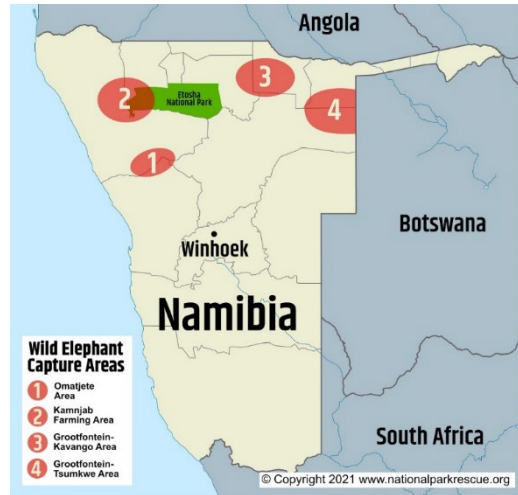 Angola
Etosha
National Park
3
2
4
1
Botswana
Winhoek
Namibia
Wild Elephant
Capture Areas
1 Omatjete
Area
2 Kamnjab
Farming Area
3 Grootfontein-
Kavango Area
4 Grootfontein-
Tsumkwe Area
South Africa
© Copyright 2021 www.nationalparkrescue.org